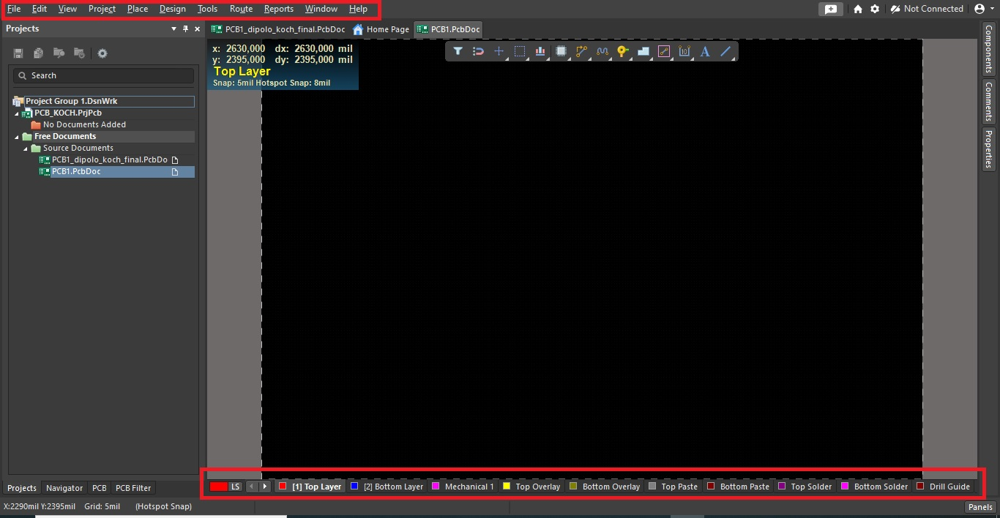 File Edit View Project Place Design Tools Route Reports Window Help
Not Connected
Projects
PCB1_dipolo_koch_final.PcbDoc Home Page PCB1.PcbDoc
x: 2630,000 dx: 2630,000 mil
y: 2395,000 dy: 2395,000 mil
Top Layer
Snap: 5mil Hotspot Snap: 8mil
Search
Project Group 1.DsnWrk
PCB_KOCH.PrjPcb
No Documents Added
Free Documents
Source Documents
PCB1_dipolo_koch_final.PcbDo
PCB1.PcbDoc
10
A
Components
Comments
Properties
Projects Navigator PCB PCB Filter
LS [1] Top Layer [2] Bottom Layer Mechanical 1 Top Overlay Bottom Overlay Top Paste Bottom Paste Top Solder Bottom Solder Drill Guide
X:2290mil Y:2395mil Grid: 5mil (Hotspot Snap)
Panels